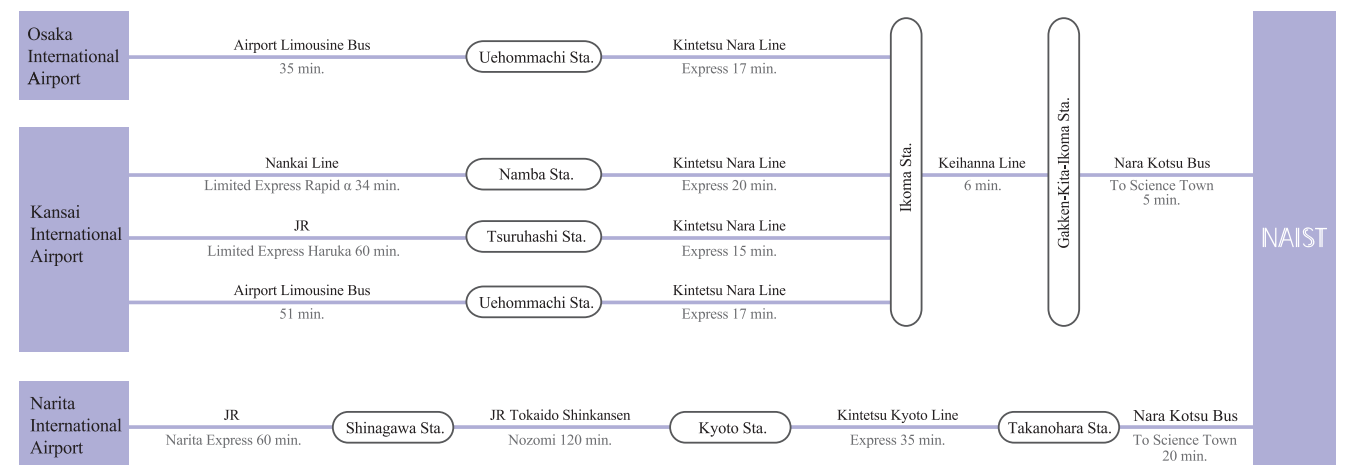 Osaka
International
Airport
Airport Limousine Bus
35 min.
Uehommachi Sta.
Kintetsu Nara Line
Express 17 min.
Kansai
International
Airport
Nankai Line
Limited Express Rapid α 34 min.
Namba Sta.
Kintetsu Nara Line
Express 20 min.
JR
Limited Express Haruka 60 min.
Tsuruhashi Sta.
Kintetsu Nara Line
Express 15 min.
Airport Limousine Bus
51 min.
Uehommachi Sta.
Kintetsu Nara Line
Express 17 min.
Ikoma Sta.
Keihanna Line
6 min.
Gakken-Kita-Ikoma Sta.
Nara Kotsu Bus
To Science Town
5 min.
NAIST
Narita
International
Airport
JR
Narita Express 60 min.
Shinagawa Sta.
JR Tokaido Shinkansen
Nozomi 120 min.
Kyoto Sta.
Kintetsu Kyoto Line
Express 35 min.
Takanohara Sta.
Nara Kotsu Bus
To Science Town
20 min.